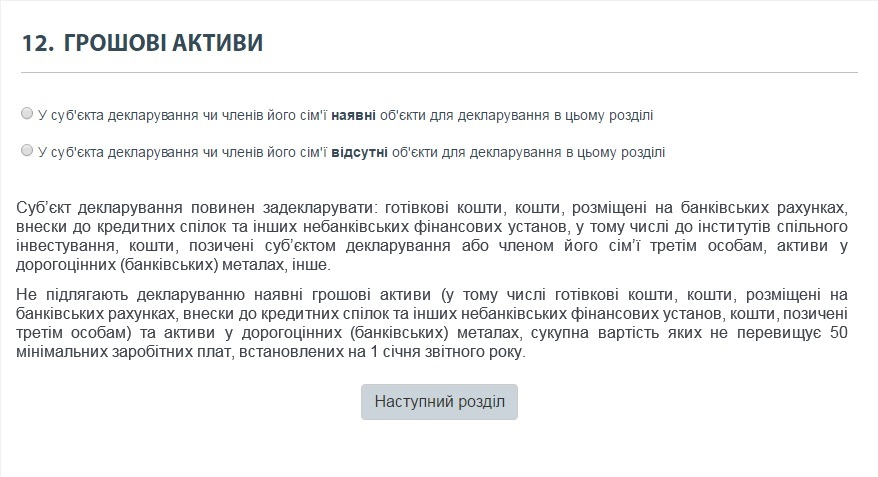 12. ГРОШОВІ АКТИВИ
У суб'єкта декларування чи членів його сім'ї наявні об'єкти для декларування в цьому розділі
У суб'єкта декларування чи членів його сім'ї відсутні об'єкти для декларування в цьому розділі
Суб’єкт декларування повинен задекларувати: готівкові кошти, кошти, розміщені на банківських рахунках,
внески до кредитних спілок та інших небанківських фінансових установ, у тому числі до інститутів спільного
інвестування, кошти, позичені суб’єктом декларування або членом його сім’ї третім особам, активи у
дорогоцінних (банківських) металах, інше.
Не підлягають декларуванню наявні грошові активи (у тому числі готівкові кошти, кошти, розміщені на
банківських рахунках, внески до кредитних спілок та інших небанківських фінансових установ, кошти, позичені
третім особам) та активи у дорогоцінних (банківських) металах, сукупна вартість яких не перевищує 50
мінімальних заробітних плат, встановлених на 1 січня звітного року.
Наступний розділ